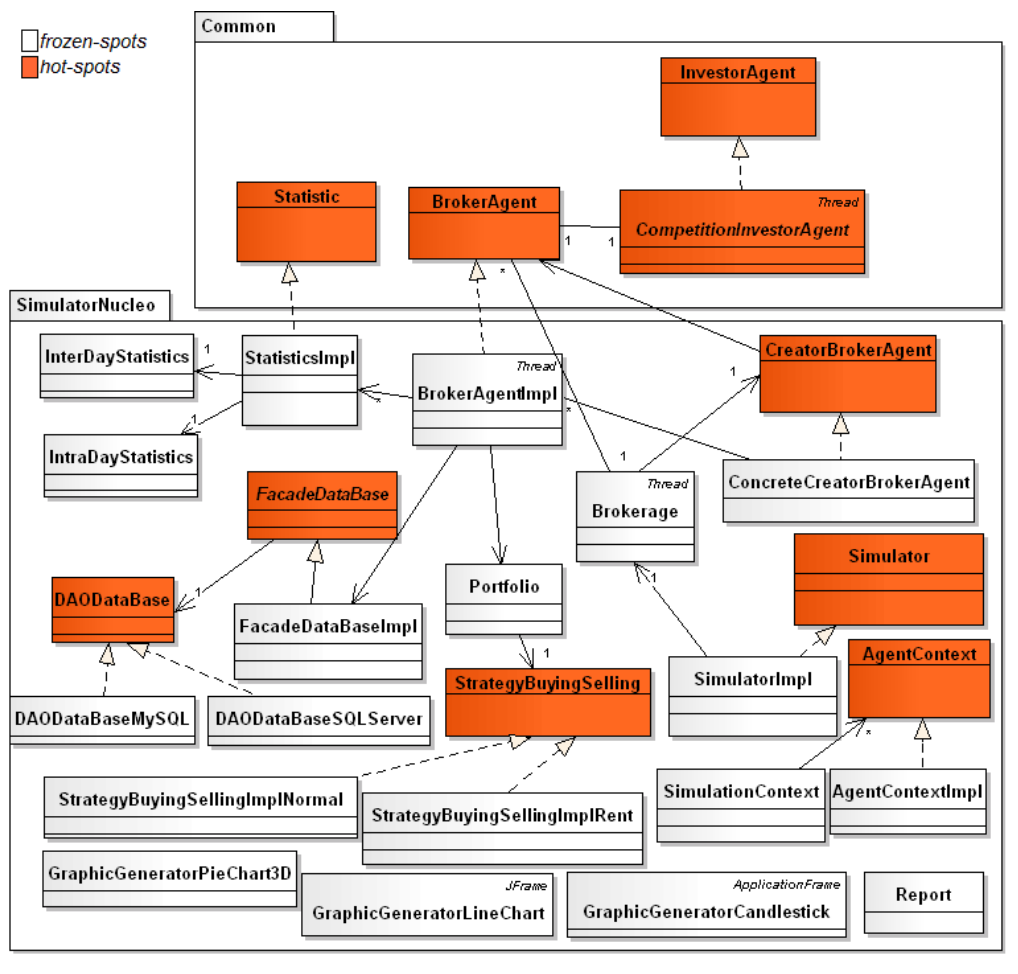 Common
frozen-spots
hot-spots
InvestorAgent
Statistic
BrokerAgent
Thread
CompetitionInvestorAgent
1
1
*
SimulatorNucleo
InterDayStatistics
1
StatisticsImpl
Thread
BrokerAgentImpl
*
*
CreatorBrokerAgent
1
1
IntraDayStatistics
1
Thread
Brokerage
ConcreteCreatorBrokerAgent
FacadeDataBase
Simulator
DAODataBase
1
Portfolio
1
FacadeDataBaseImpl
1
StrategyBuyingSelling
SimulatorImpl
AgentContext
*
DAODataBaseMySQL
DAODataBaseSQLServer
StrategyBuyingSellingImplNormal
StrategyBuyingSellingImplRent
SimulationContext
AgentContextImpl
GraphicGeneratorPieChart3D
JFrame
GraphicGeneratorLineChart
ApplicationFrame
GraphicGeneratorCandlestick
Report